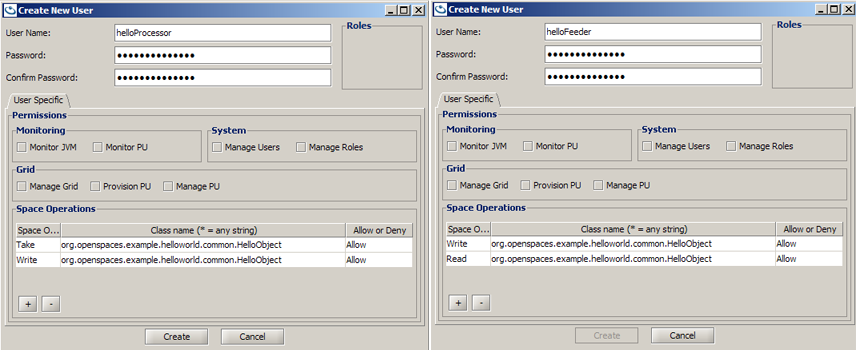 Create New User
User Name: helloProcessor
Roles
Password: ●●●●●●●●●●●●●●
Confirm Password: ●●●●●●●●●●●●●●
User Specific
Permissions
Monitoring
System
Monitor JVM Monitor PU Manage Users Manage Roles
Grid
Manage Grid Provision PU Manage PU
Space Operations
Space O... Class name (* = any string) Allow or Deny
Take org.openspaces.example.helloworld.common.HelloObject Allow
Write org.openspaces.example.helloworld.common.HelloObject Allow
+ -
Create Cancel
Create New User
User Name: helloFeeder
Roles
Password: ●●●●●●●●●●●●●●
Confirm Password: ●●●●●●●●●●●●●●
User Specific
Permissions
Monitoring
System
Monitor JVM Monitor PU Manage Users Manage Roles
Grid
Manage Grid Provision PU Manage PU
Space Operations
Space O... Class name (* = any string) Allow or Deny
Write org.openspaces.example.helloworld.common.HelloObject Allow
Read org.openspaces.example.helloworld.common.HelloObject Allow
+ -
Create Cancel